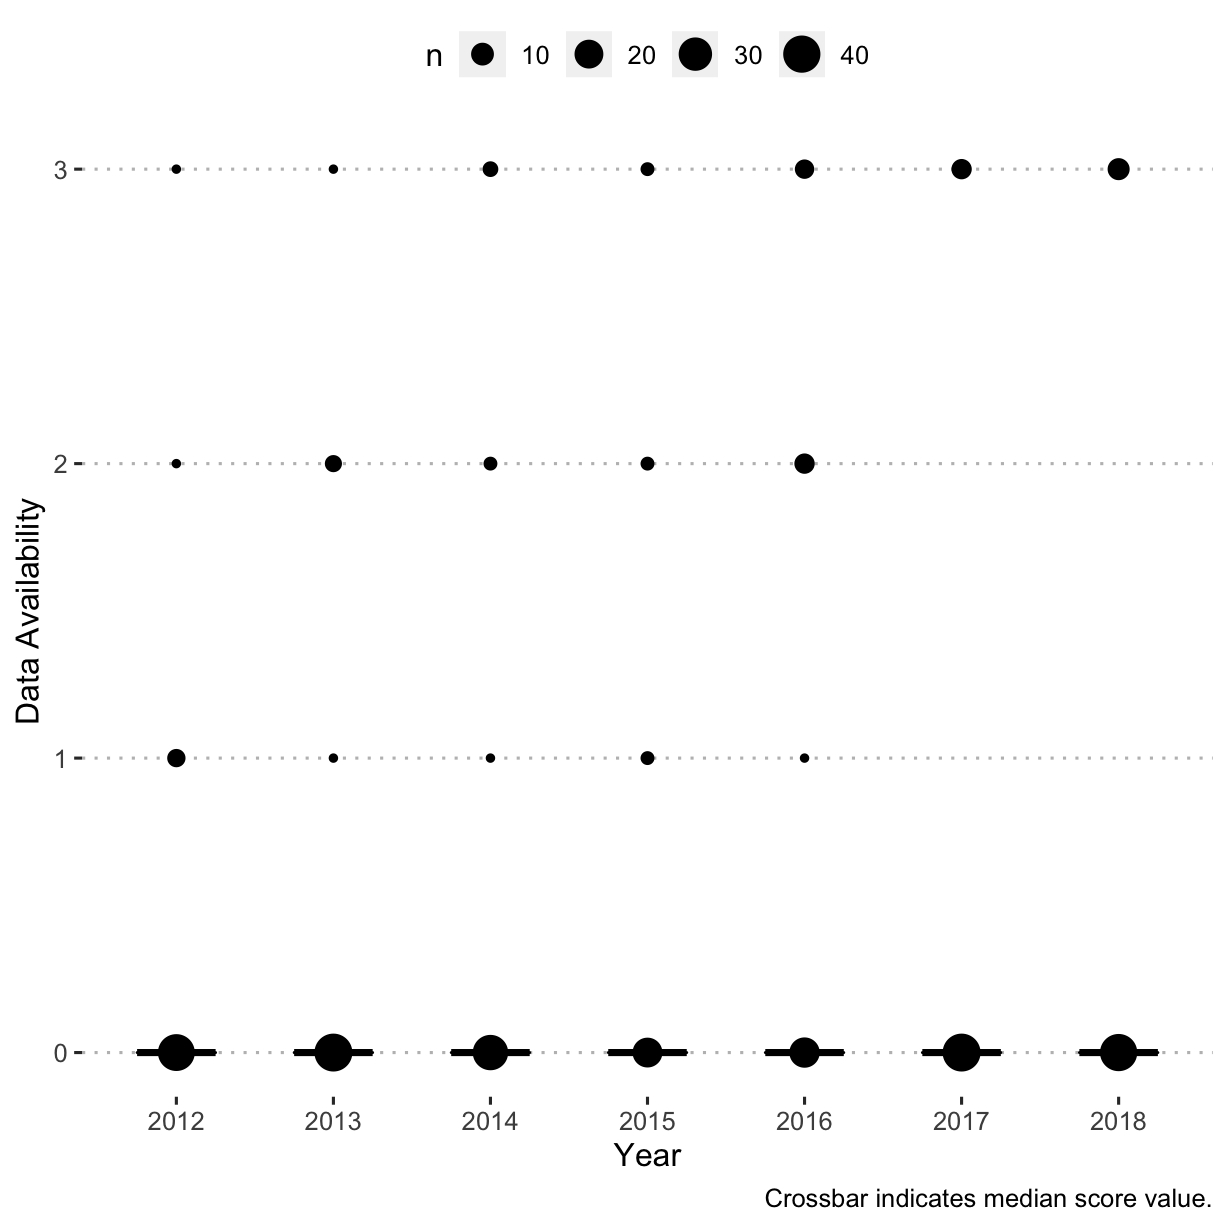 n 10 20 30 40
3
2
1
0
Data Availability
2012 2013 2014 2015 2016 2017 2018
Year
Crossbar indicates median score value.